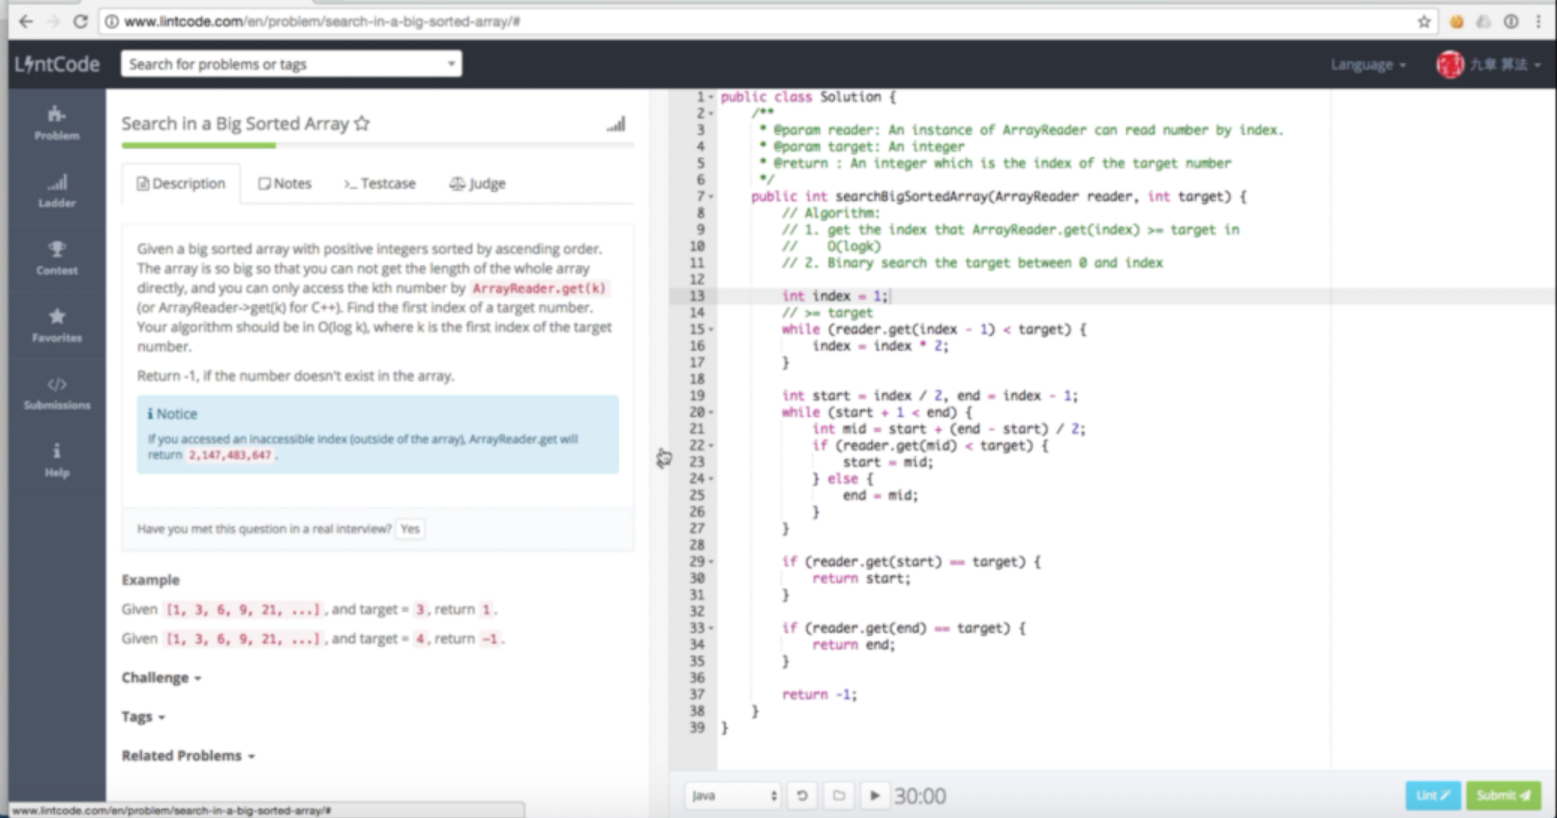 www.lintcode.com/en/problem/search-in-a-big-sorted-array/#
LintCode
Search for problems or tags
Language
九章 算法
Problem
Ladder
Contest
Favorites
Submissions
Help
Search in a Big Sorted Array
Description
Notes
Testcase
Judge
Given a big sorted array with positive integers sorted by ascending order.
The array is so big so that you can not get the length of the whole array
directly, and you can only access the kth number by ArrayReader.get(k)
(or ArrayReader->get(k) for C++). Find the first index of a target number.
Your algorithm should be in O(log k), where k is the first index of the target
number.
Return -1, if the number doesn't exist in the array.
Notice
If you accessed an inaccessible index (outside of the array), ArrayReader.get will
return 2,147,483,647.
Have you met this question in a real interview? Yes
Example
Given [1, 3, 6, 9, 21, ...], and target = 3, return 1.
Given [1, 3, 6, 9, 21, ...], and target = 4, return -1.
Challenge
Tags
Related Problems
www.lintcode.com/en/problem/search-in-a-big-sorted-array/#
1 public class Solution {
2 /**
3 * @param reader: An instance of ArrayReader can read number by index.
4 * @param target: An integer
5 * @return : An integer which is the index of the target number
6 */
7 public int searchBigSortedArray(ArrayReader reader, int target) {
8 // Algorithm:
9 // 1. get the index that ArrayReader.get(index) >= target in
10 // O(logk)
11 // 2. Binary search the target between 0 and index
12
13 int index = 1;
14 // >= target
15 while (reader.get(index - 1) < target) {
16 index = index * 2;
17 }
18
19 int start = index / 2, end = index - 1;
20 while (start + 1 < end) {
21 int mid = start + (end - start) / 2;
22 if (reader.get(mid) < target) {
23 start = mid;
24 } else {
25 end = mid;
26 }
27 }
28
29 if (reader.get(start) == target) {
30 return start;
31 }
32
33 if (reader.get(end) == target) {
34 return end;
35 }
36
37 return -1;
38 }
39 }
Java
30:00
Lint
Submit